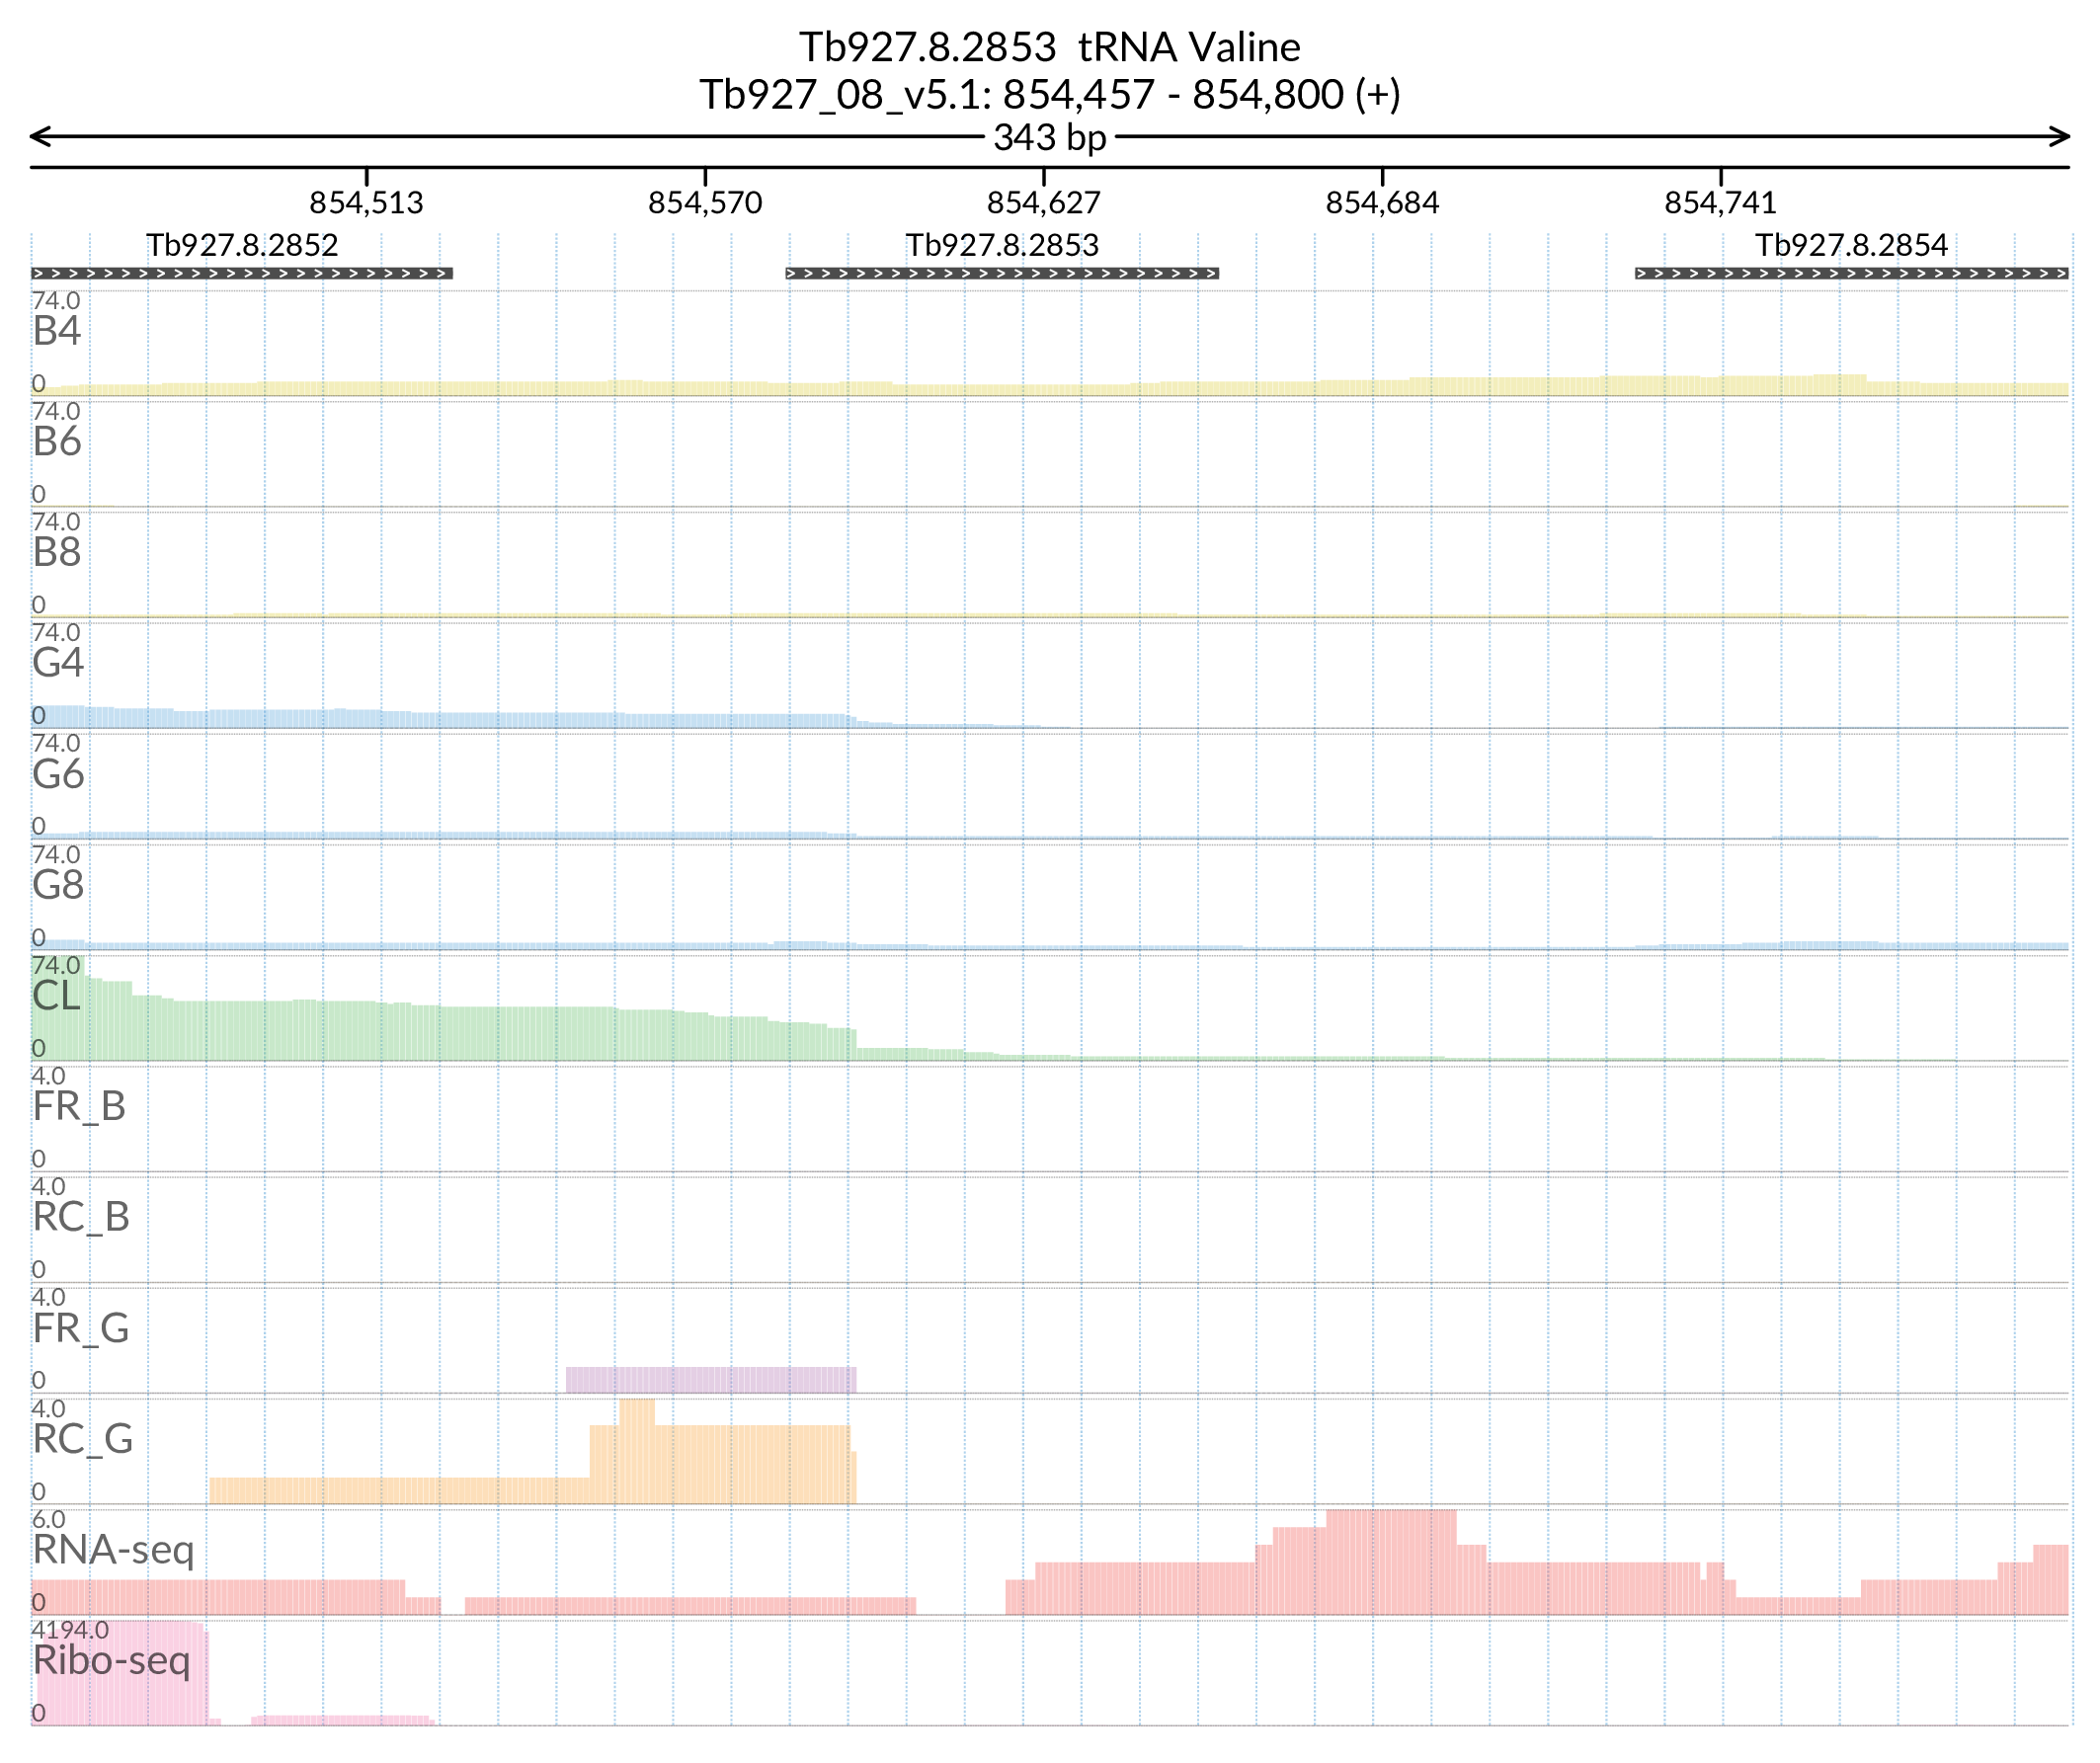 Tb927.8.2853 tRNA Valine
Tb927_08_v5.1: 854,457 - 854,800 (+)
343 bp
854,513 854,570 854,627 854,684 854,741
Tb927.8.2852 Tb927.8.2853 Tb927.8.2854
74.0
B4
0
74.0
B6
0
74.0
B8
0
74.0
G4
0
74.0
G6
0
74.0
G8
0
74.0
CL
0
4.0
FR_B
0
4.0
RC_B
0
4.0
FR_G
0
4.0
RC_G
0
6.0
RNA-seq
0
4194.0
Ribo-seq
0